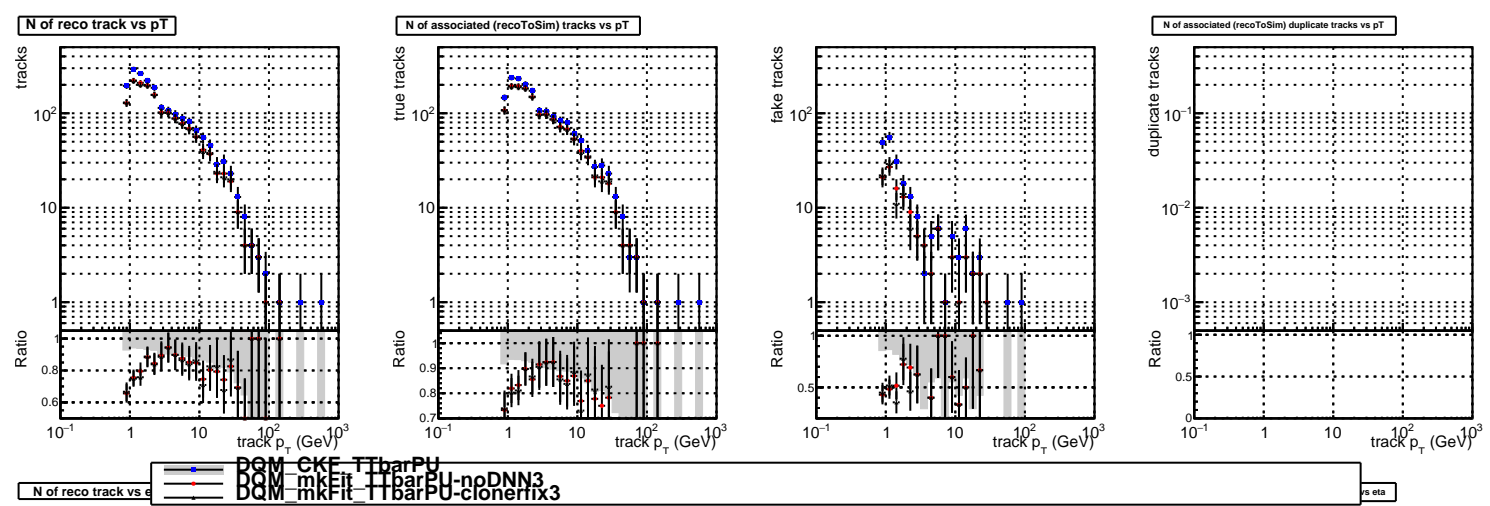 N of reco track vs pT
N of associated (recoToSim) tracks vs pT
N of associated (recoToSim) duplicate tracks vs pT
tracks
10²
10
1
Ratio
1
0.8
0.6
10⁻¹ 1 10 10² 10³
track p_T (GeV)
true tracks
10²
10
1
Ratio
1
0.9
0.8
0.7
10⁻¹ 1 10 10² 10³
track p_T (GeV)
fake tracks
10²
10
1
Ratio
1
0.5
10⁻¹ 1 10 10² 10³
track p_T (GeV)
duplicate tracks
10⁻¹
10⁻²
10⁻³
Ratio
1
0.5
0
10⁻¹ 1 10 10² 10³
track p_T (GeV)
DQM_CKF_TTbarPU
DQM_mkFit_TTbarPU-noDNN3
DQM_mkFit_TTbarPU-clonerfix3
N of reco track vs e
vs eta